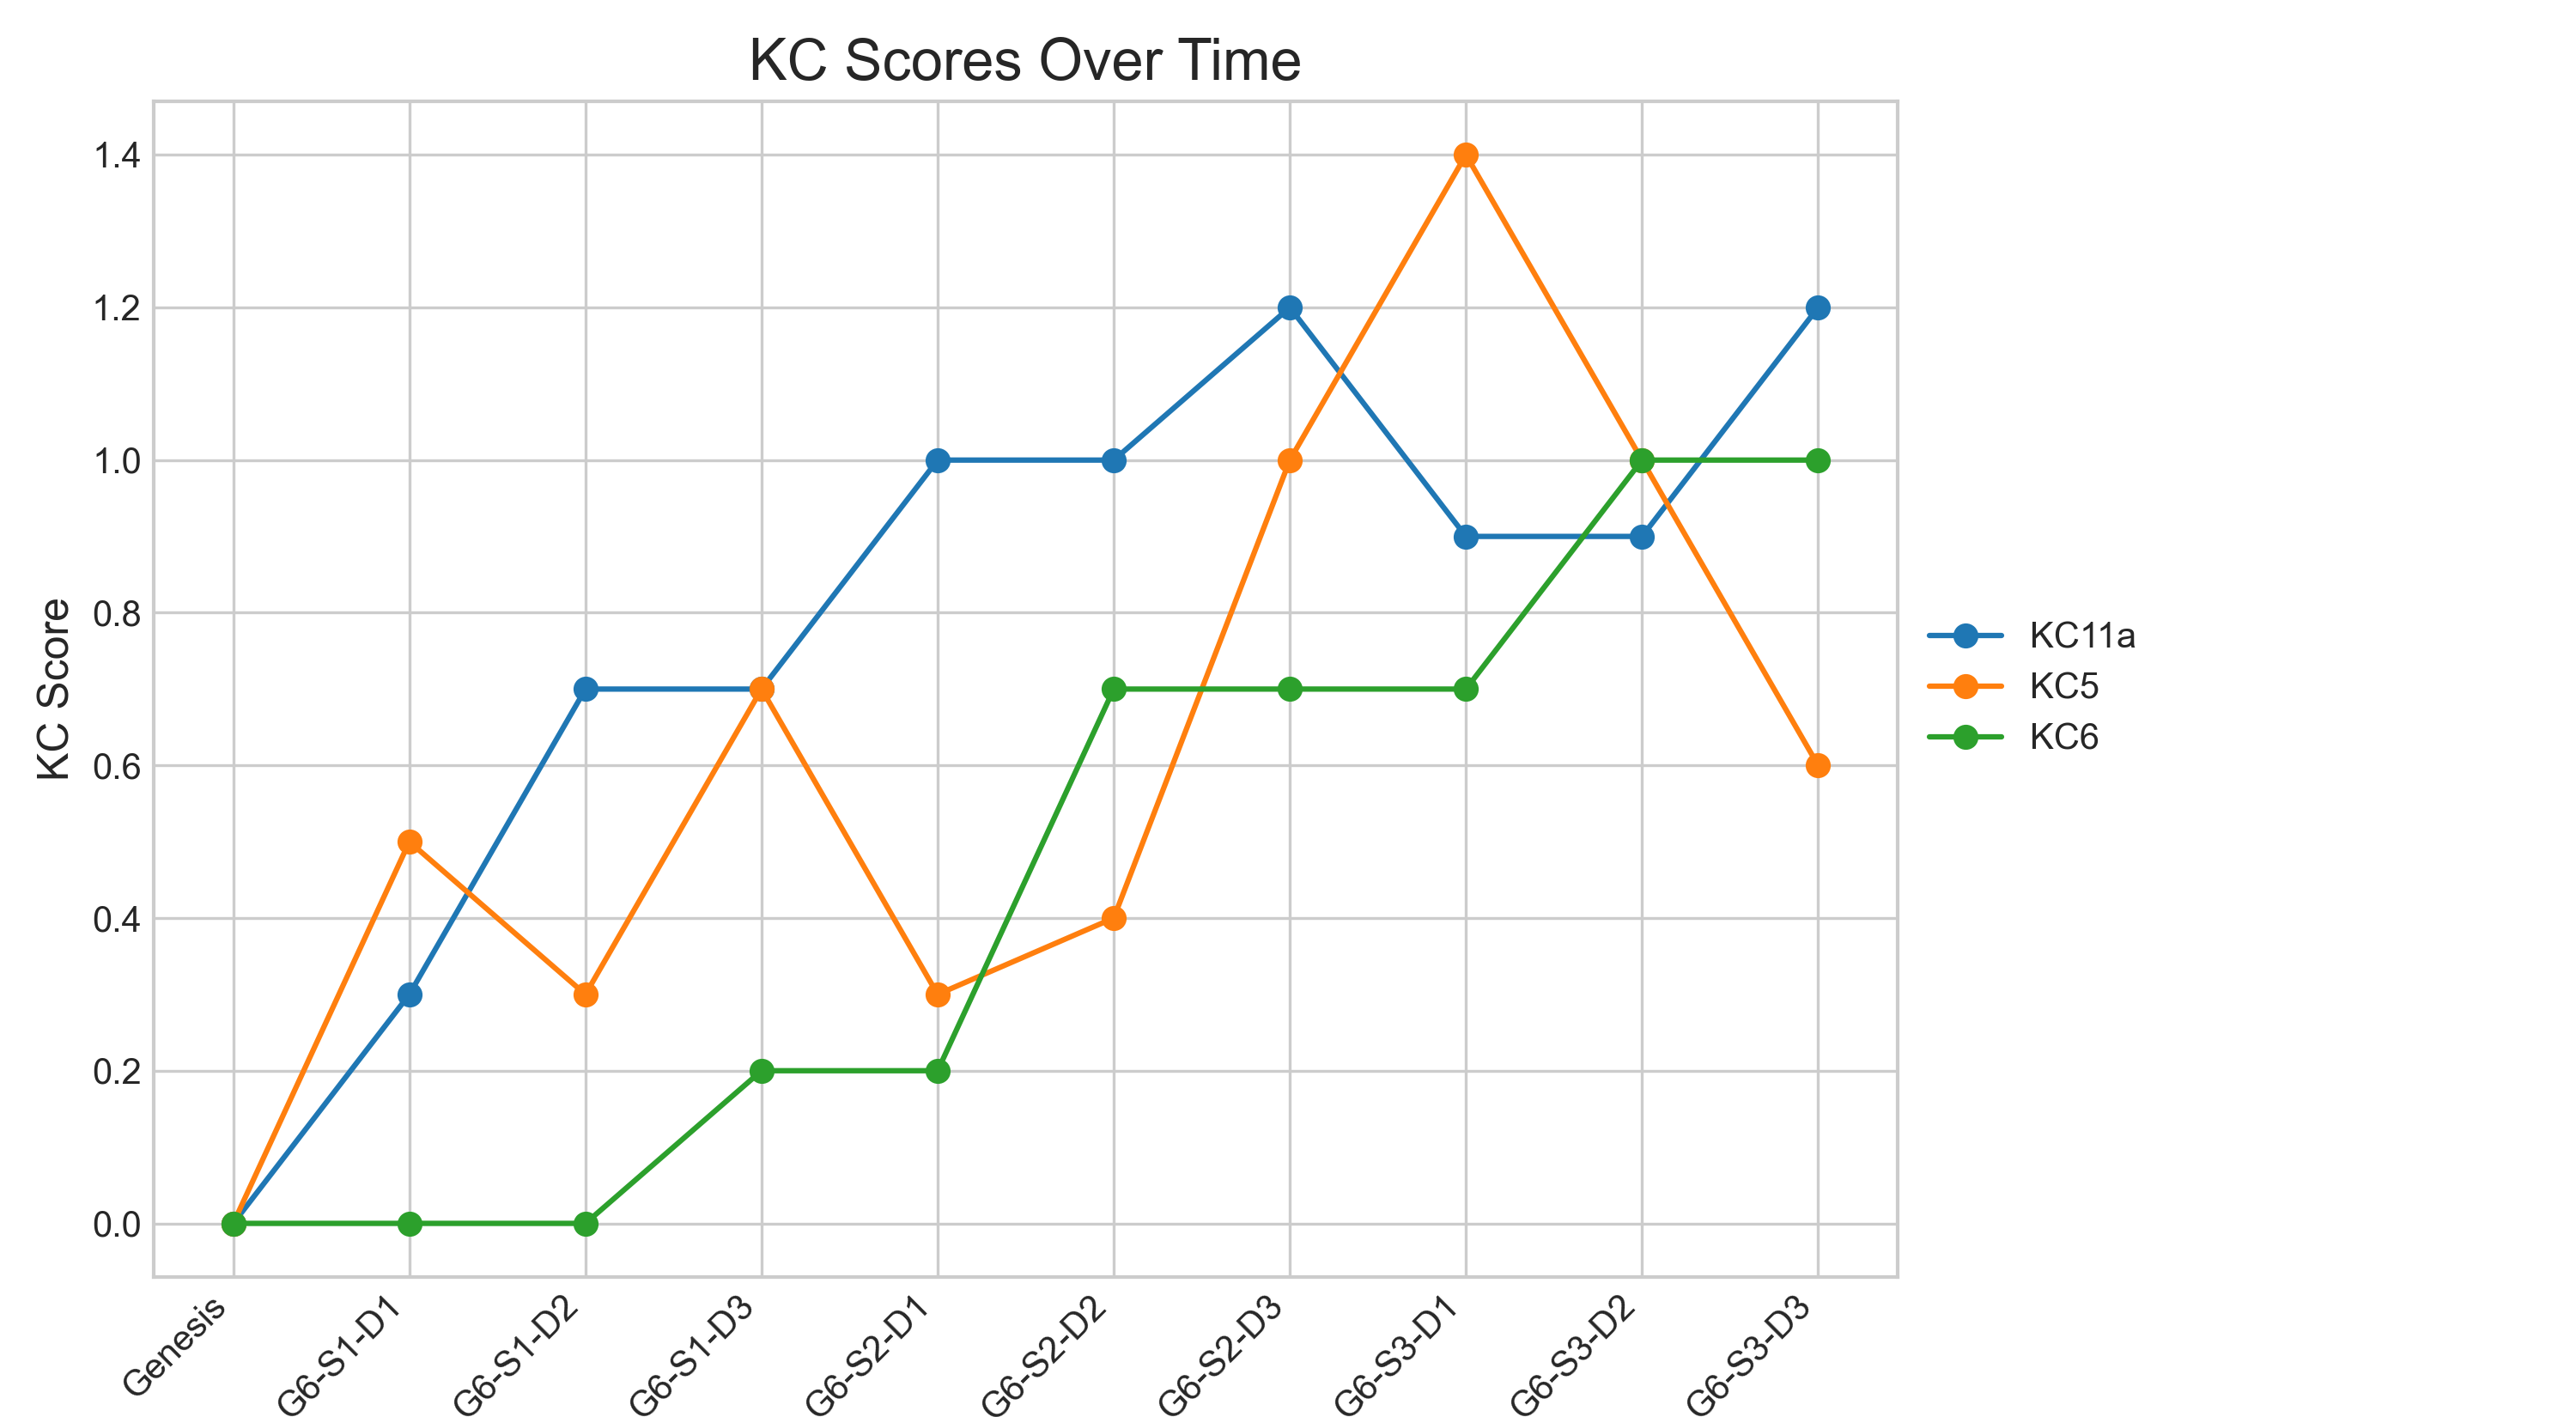 KC Scores Over Time
KC Score
1.4
1.2
1.0
0.8
0.6
0.4
0.2
0.0
Genesis
G6-S1-D1
G6-S1-D2
G6-S1-D3
G6-S2-D1
G6-S2-D2
G6-S2-D3
G6-S3-D1
G6-S3-D2
G6-S3-D3
KC11a
KC5
KC6